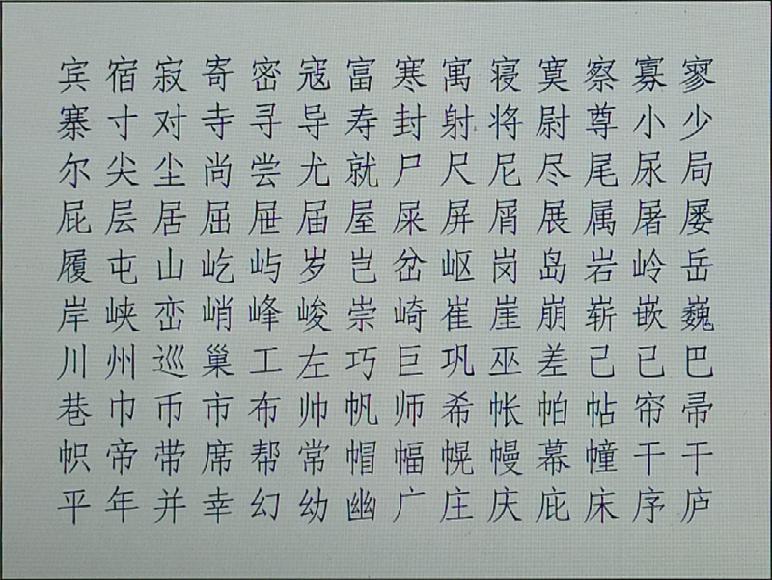 宾宿寂寄密寇富寒寓寝寞察寡寥
寨寸对寺寻导寿封射将尉尊小少
尔尖尘尚尝尤就尸尺尼尽尾尿局
屁层居屈屉届屋屎屏屑展属屠屡
履屯山屹屿岁岂岔岖岗岛岩岭岳
岸峡峦峭峰峻崇崎崔崖崩崭嵌巍
川州巡巢工左巧巨巩巫差己已巴
巷巾币市布帅帆师希帐帕帖帘帚
帜帝带席帮常帽幅幌幔幕幢干于
平年并幸幻幼幽广庄庆庇床序庐